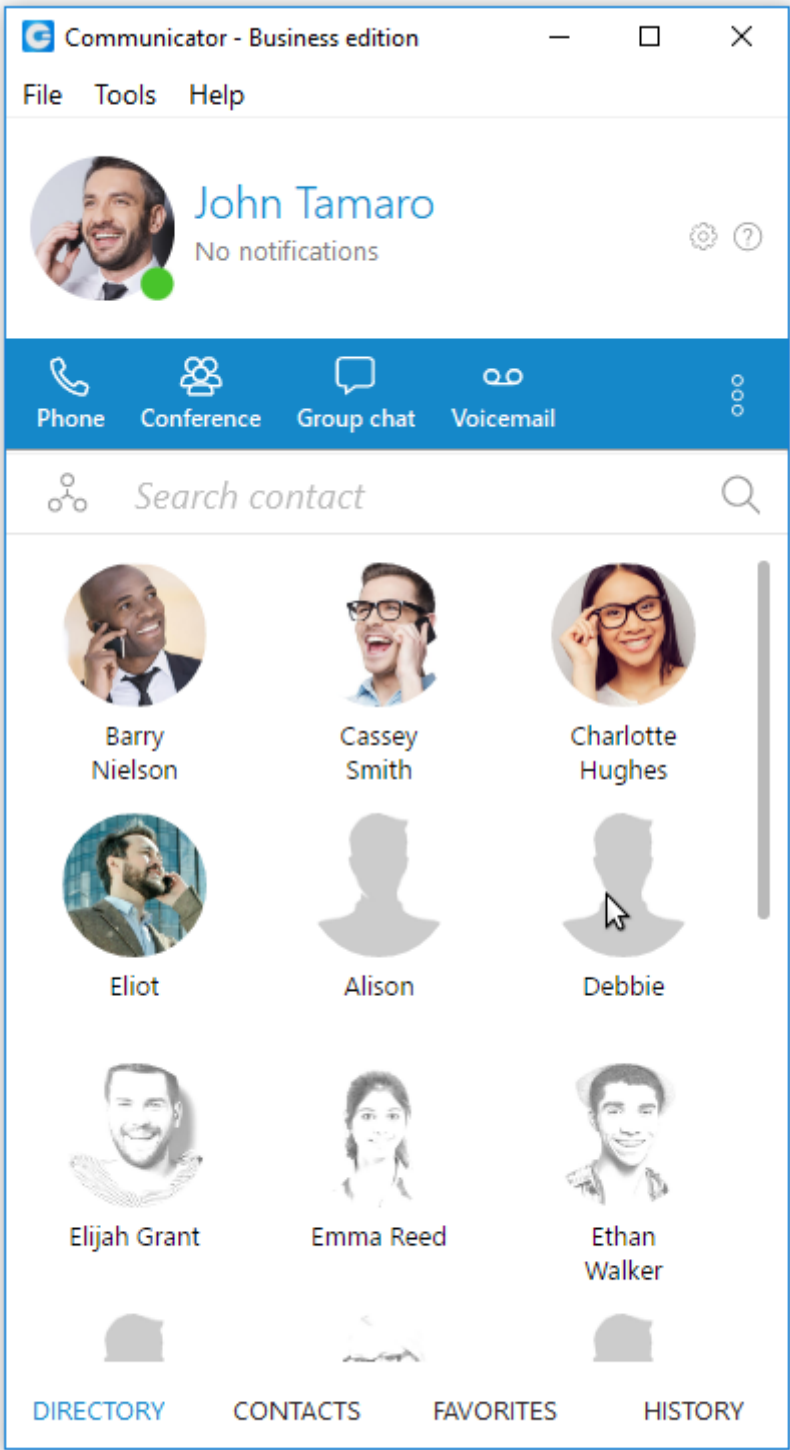 Communicator - Business edition
File Tools Help
John Tamaro
No notifications
Phone Conference Group chat Voicemail
Search contact
Barry Cassey Charlotte
Nielson Smith Hughes
Eliot Alison Debbie
Elijah Grant Emma Reed Ethan
Walker
DIRECTORY CONTACTS FAVORITES HISTORY